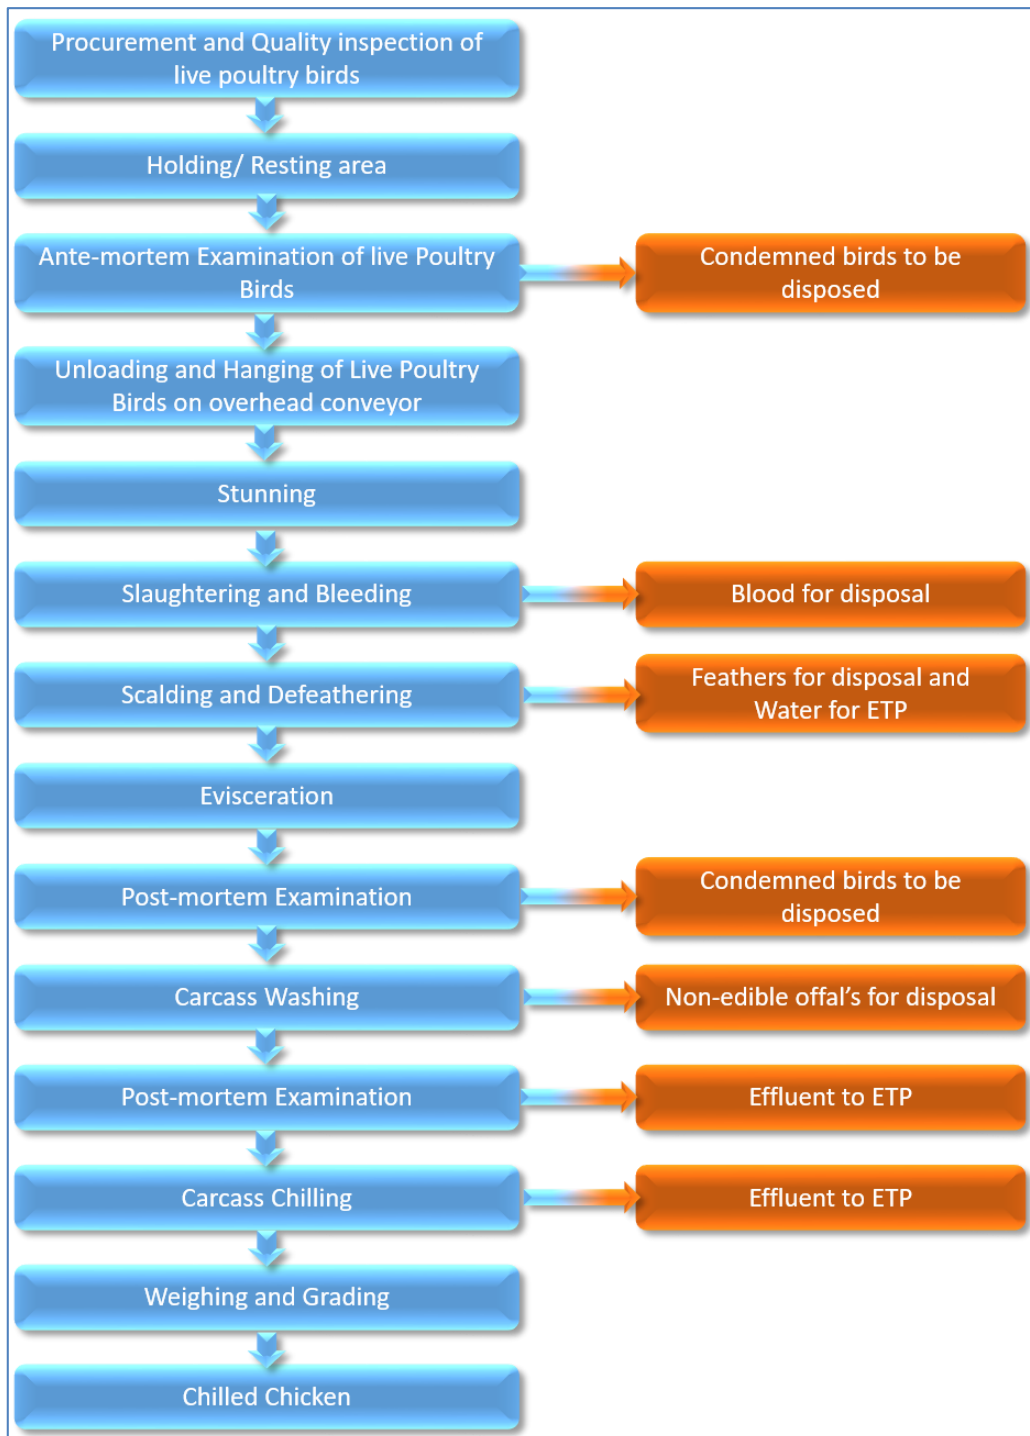 Procurement and Quality inspection of
live poultry birds
Holding/ Resting area
Ante-mortem Examination of live Poultry
Birds
Condemned birds to be
disposed
Unloading and Hanging of Live Poultry
Birds on overhead conveyor
Stunning
Slaughtering and Bleeding
Blood for disposal
Scalding and Defeathering
Feathers for disposal and
Water for ETP
Evisceration
Post-mortem Examination
Condemned birds to be
disposed
Carcass Washing
Non-edible offal's for disposal
Post-mortem Examination
Effluent to ETP
Carcass Chilling
Effluent to ETP
Weighing and Grading
Chilled Chicken